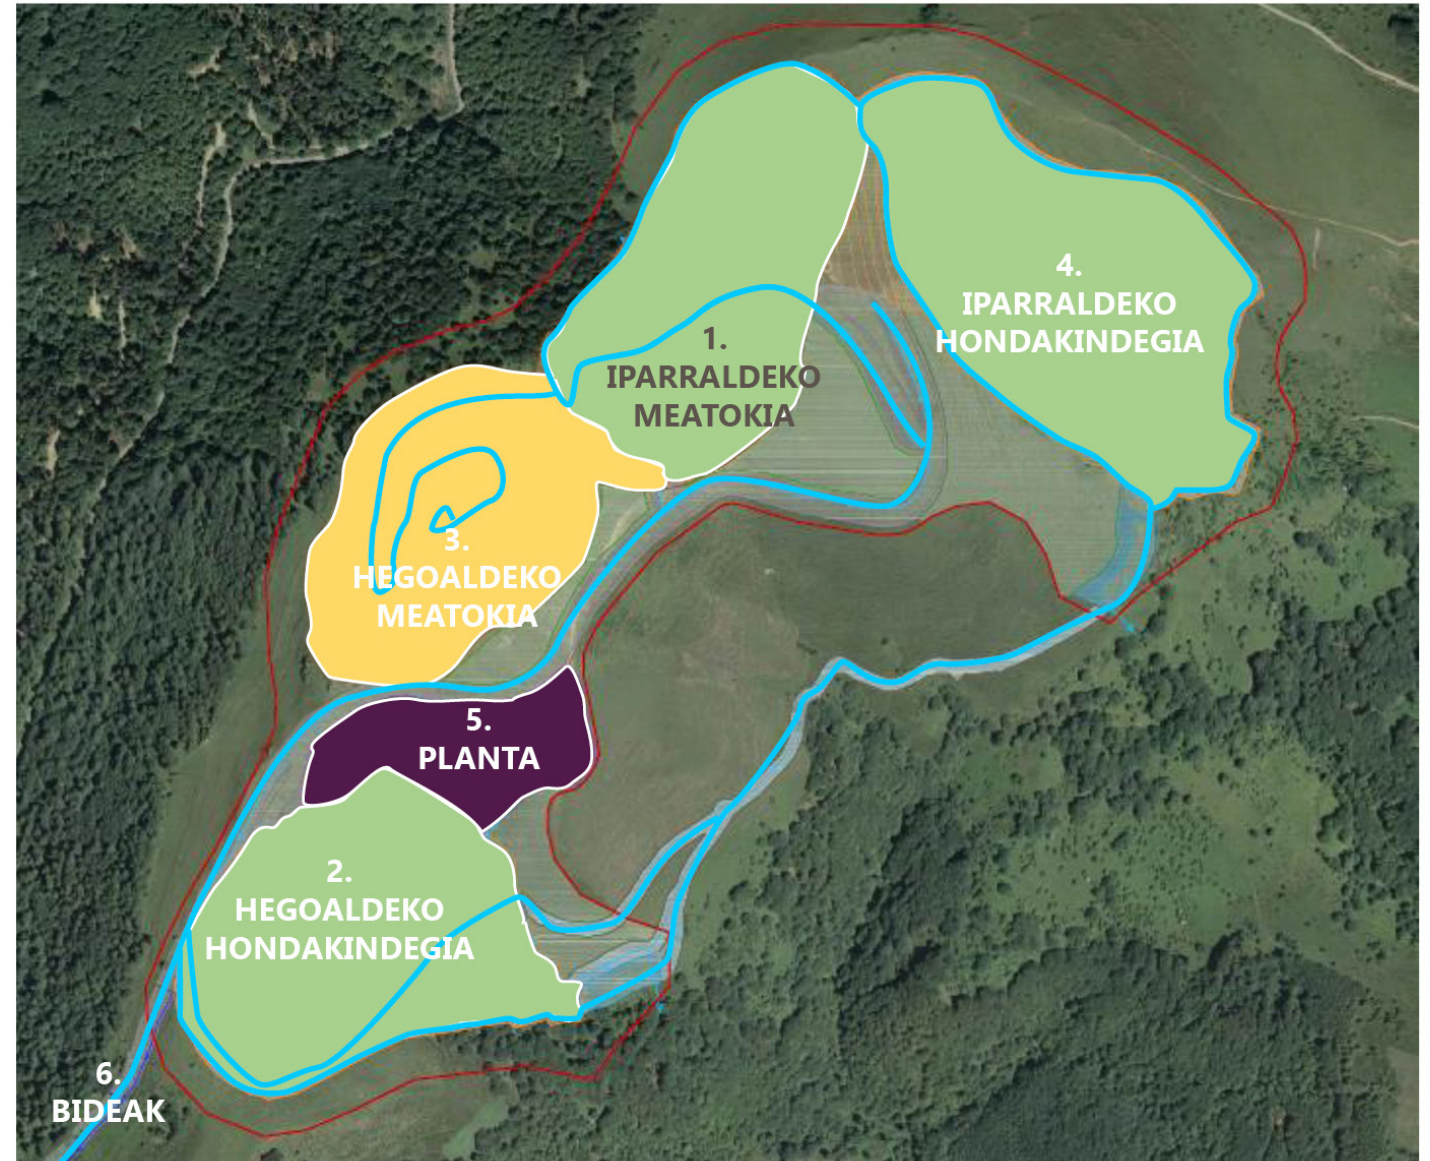 1.
IPARRALDEKO
MEATOKIA
2.
HEGOALDEKO
HONDAKINDEGIA
3.
HEGOALDEKO
MEATOKIA
4.
IPARRALDEKO
HONDAKINDEGIA
5.
PLANTA
6.
BIDEAK